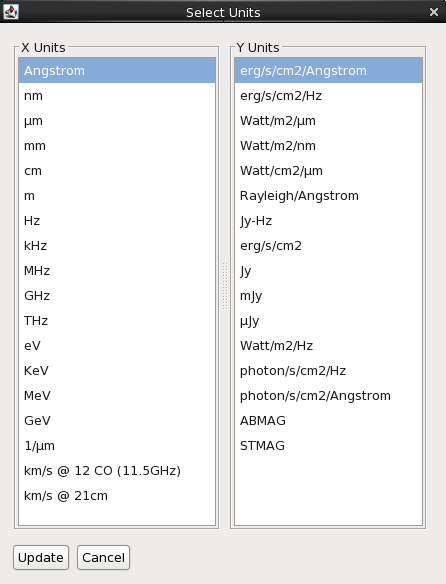 Select Units
X Units
Angstrom
nm
µm
mm
cm
m
Hz
kHz
MHz
GHz
THz
eV
KeV
MeV
GeV
1/µm
km/s @ 12 CO (11.5GHz)
km/s @ 21cm
Y Units
erg/s/cm2/Angstrom
erg/s/cm2/Hz
Watt/m2/µm
Watt/m2/nm
Watt/cm2/µm
Rayleigh/Angstrom
Jy-Hz
erg/s/cm2
Jy
mJy
µJy
Watt/m2/Hz
photon/s/cm2/Hz
photon/s/cm2/Angstrom
ABMAG
STMAG
Update Cancel